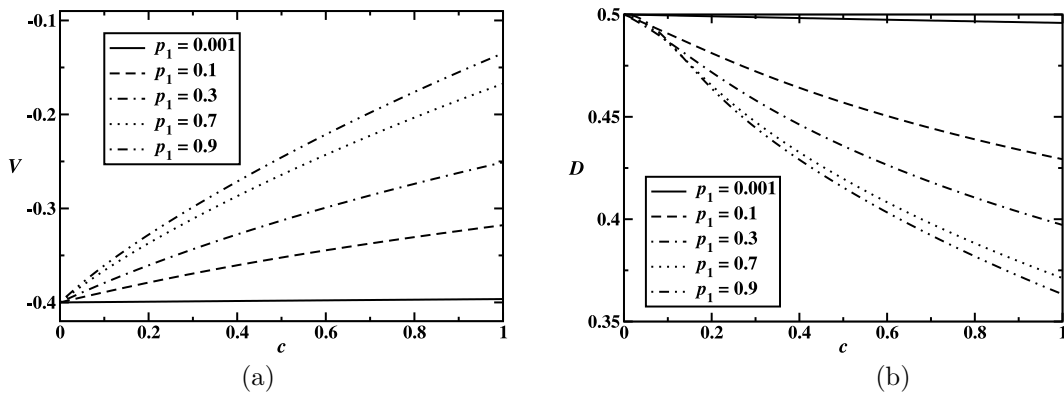 -0.1
-0.2
V
-0.3
-0.4
0
0.2
0.4
0.6
0.8
1
c
p1 = 0.001
p1 = 0.1
p1 = 0.3
p1 = 0.7
p1 = 0.9
(a)
0.5
0.45
D
0.4
0.35
0
0.2
0.4
0.6
0.8
1
c
p1 = 0.001
p1 = 0.1
p1 = 0.3
p1 = 0.7
p1 = 0.9
(b)